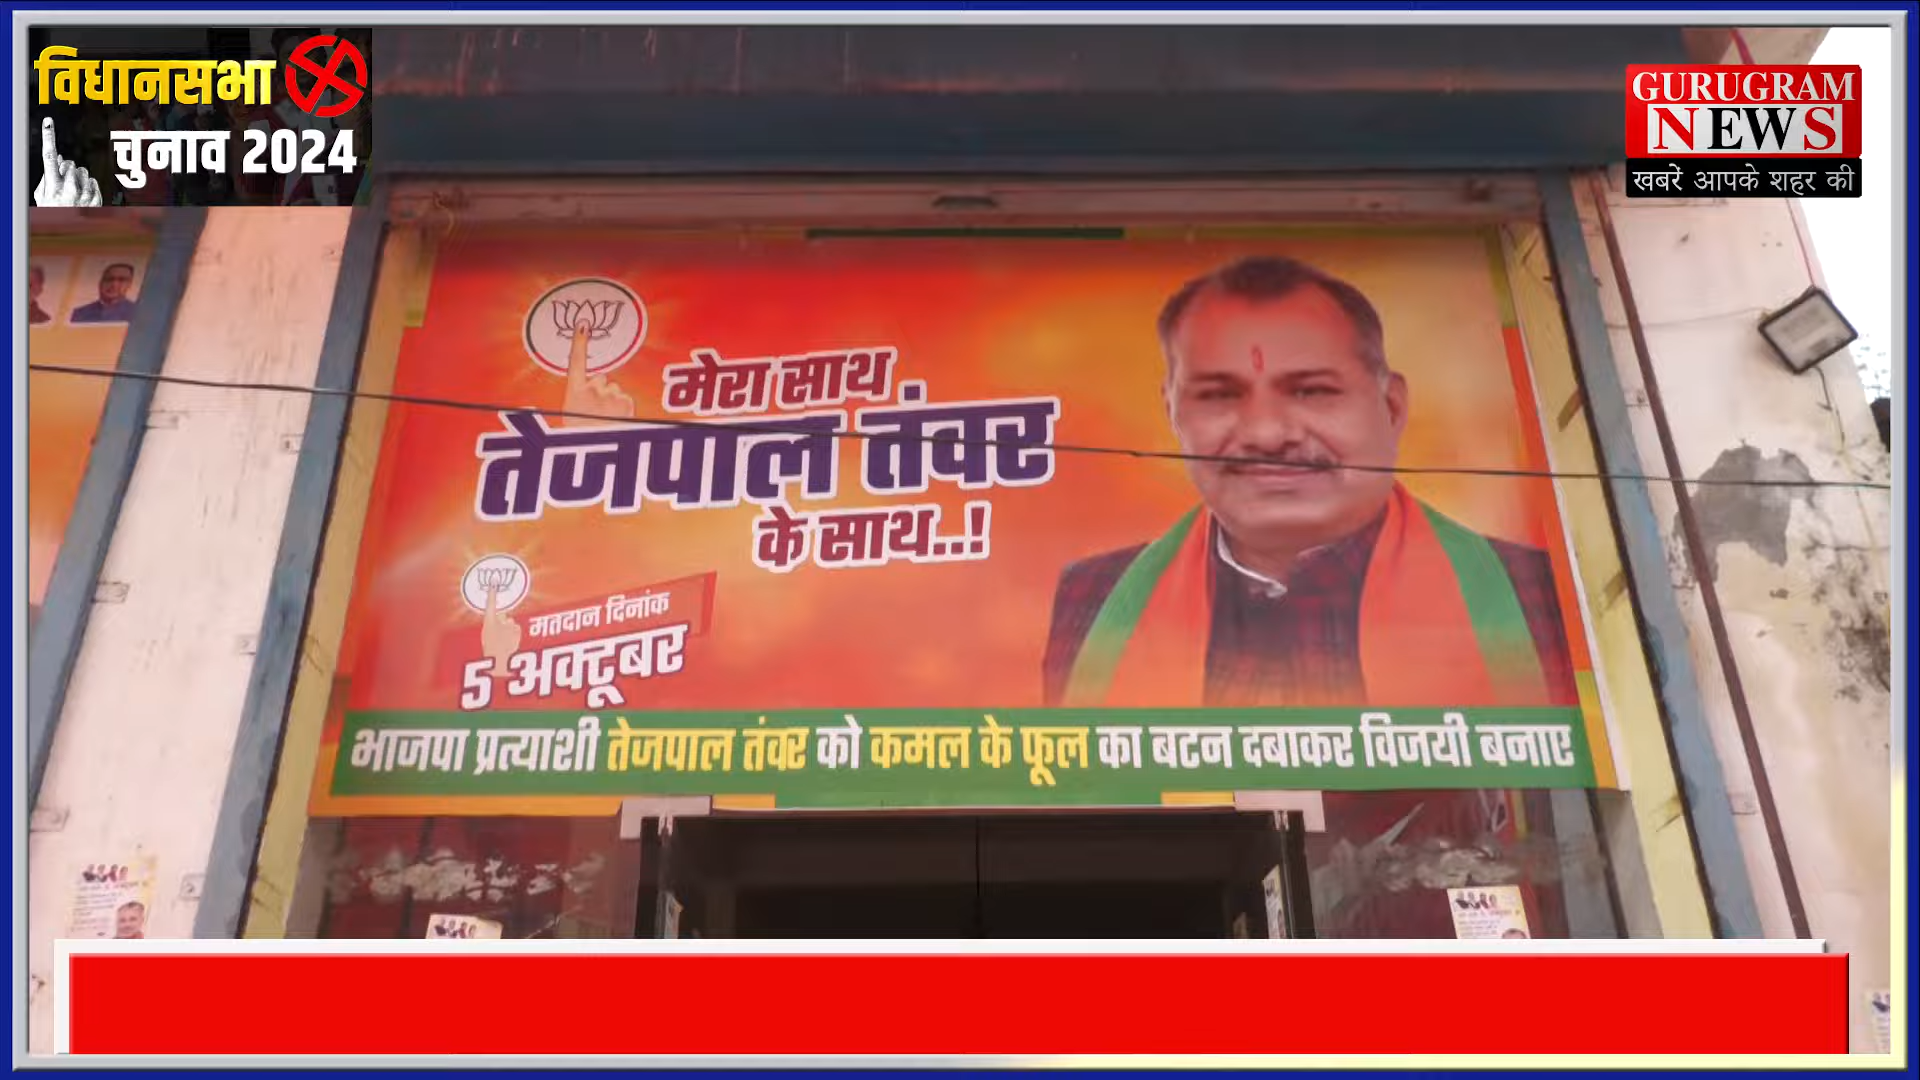 विधानसभा
चुनाव 2024
GURUGRAM
NEWS
खबरें आपके शहर की
मेरा साथ
तेजपाल तंवर
के साथ..!
मतदान दिनांक
5 अक्टूबर
भाजपा प्रत्याशी तेजपाल तंवर को कमल के फूल का बटन दबाकर विजयी बनाए